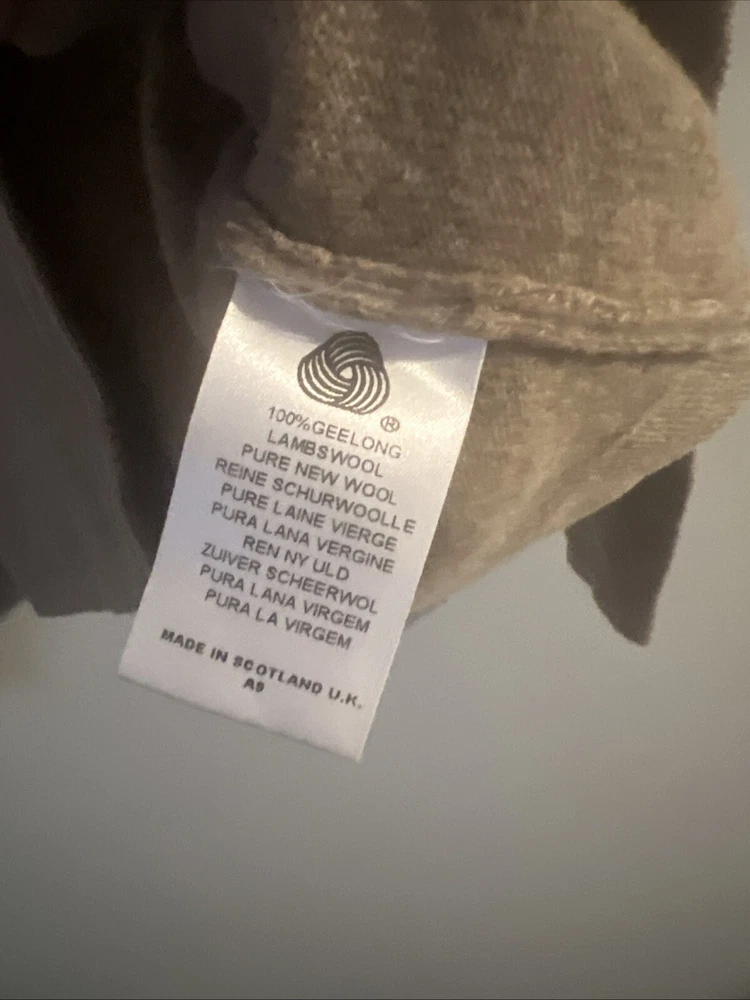 ®
100%GEELONG
LAMBSWOOL
PURE NEW WOOL
REINE SCHURWOOLLE
PURE LAINE VIERGE
PURA LANA VERGINE
REN NY ULD
ZUIVER SCHEERWOL
PURA LANA VIRGEM
PURA LA VIRGEM
MADE IN SCOTLAND U.K.
A9